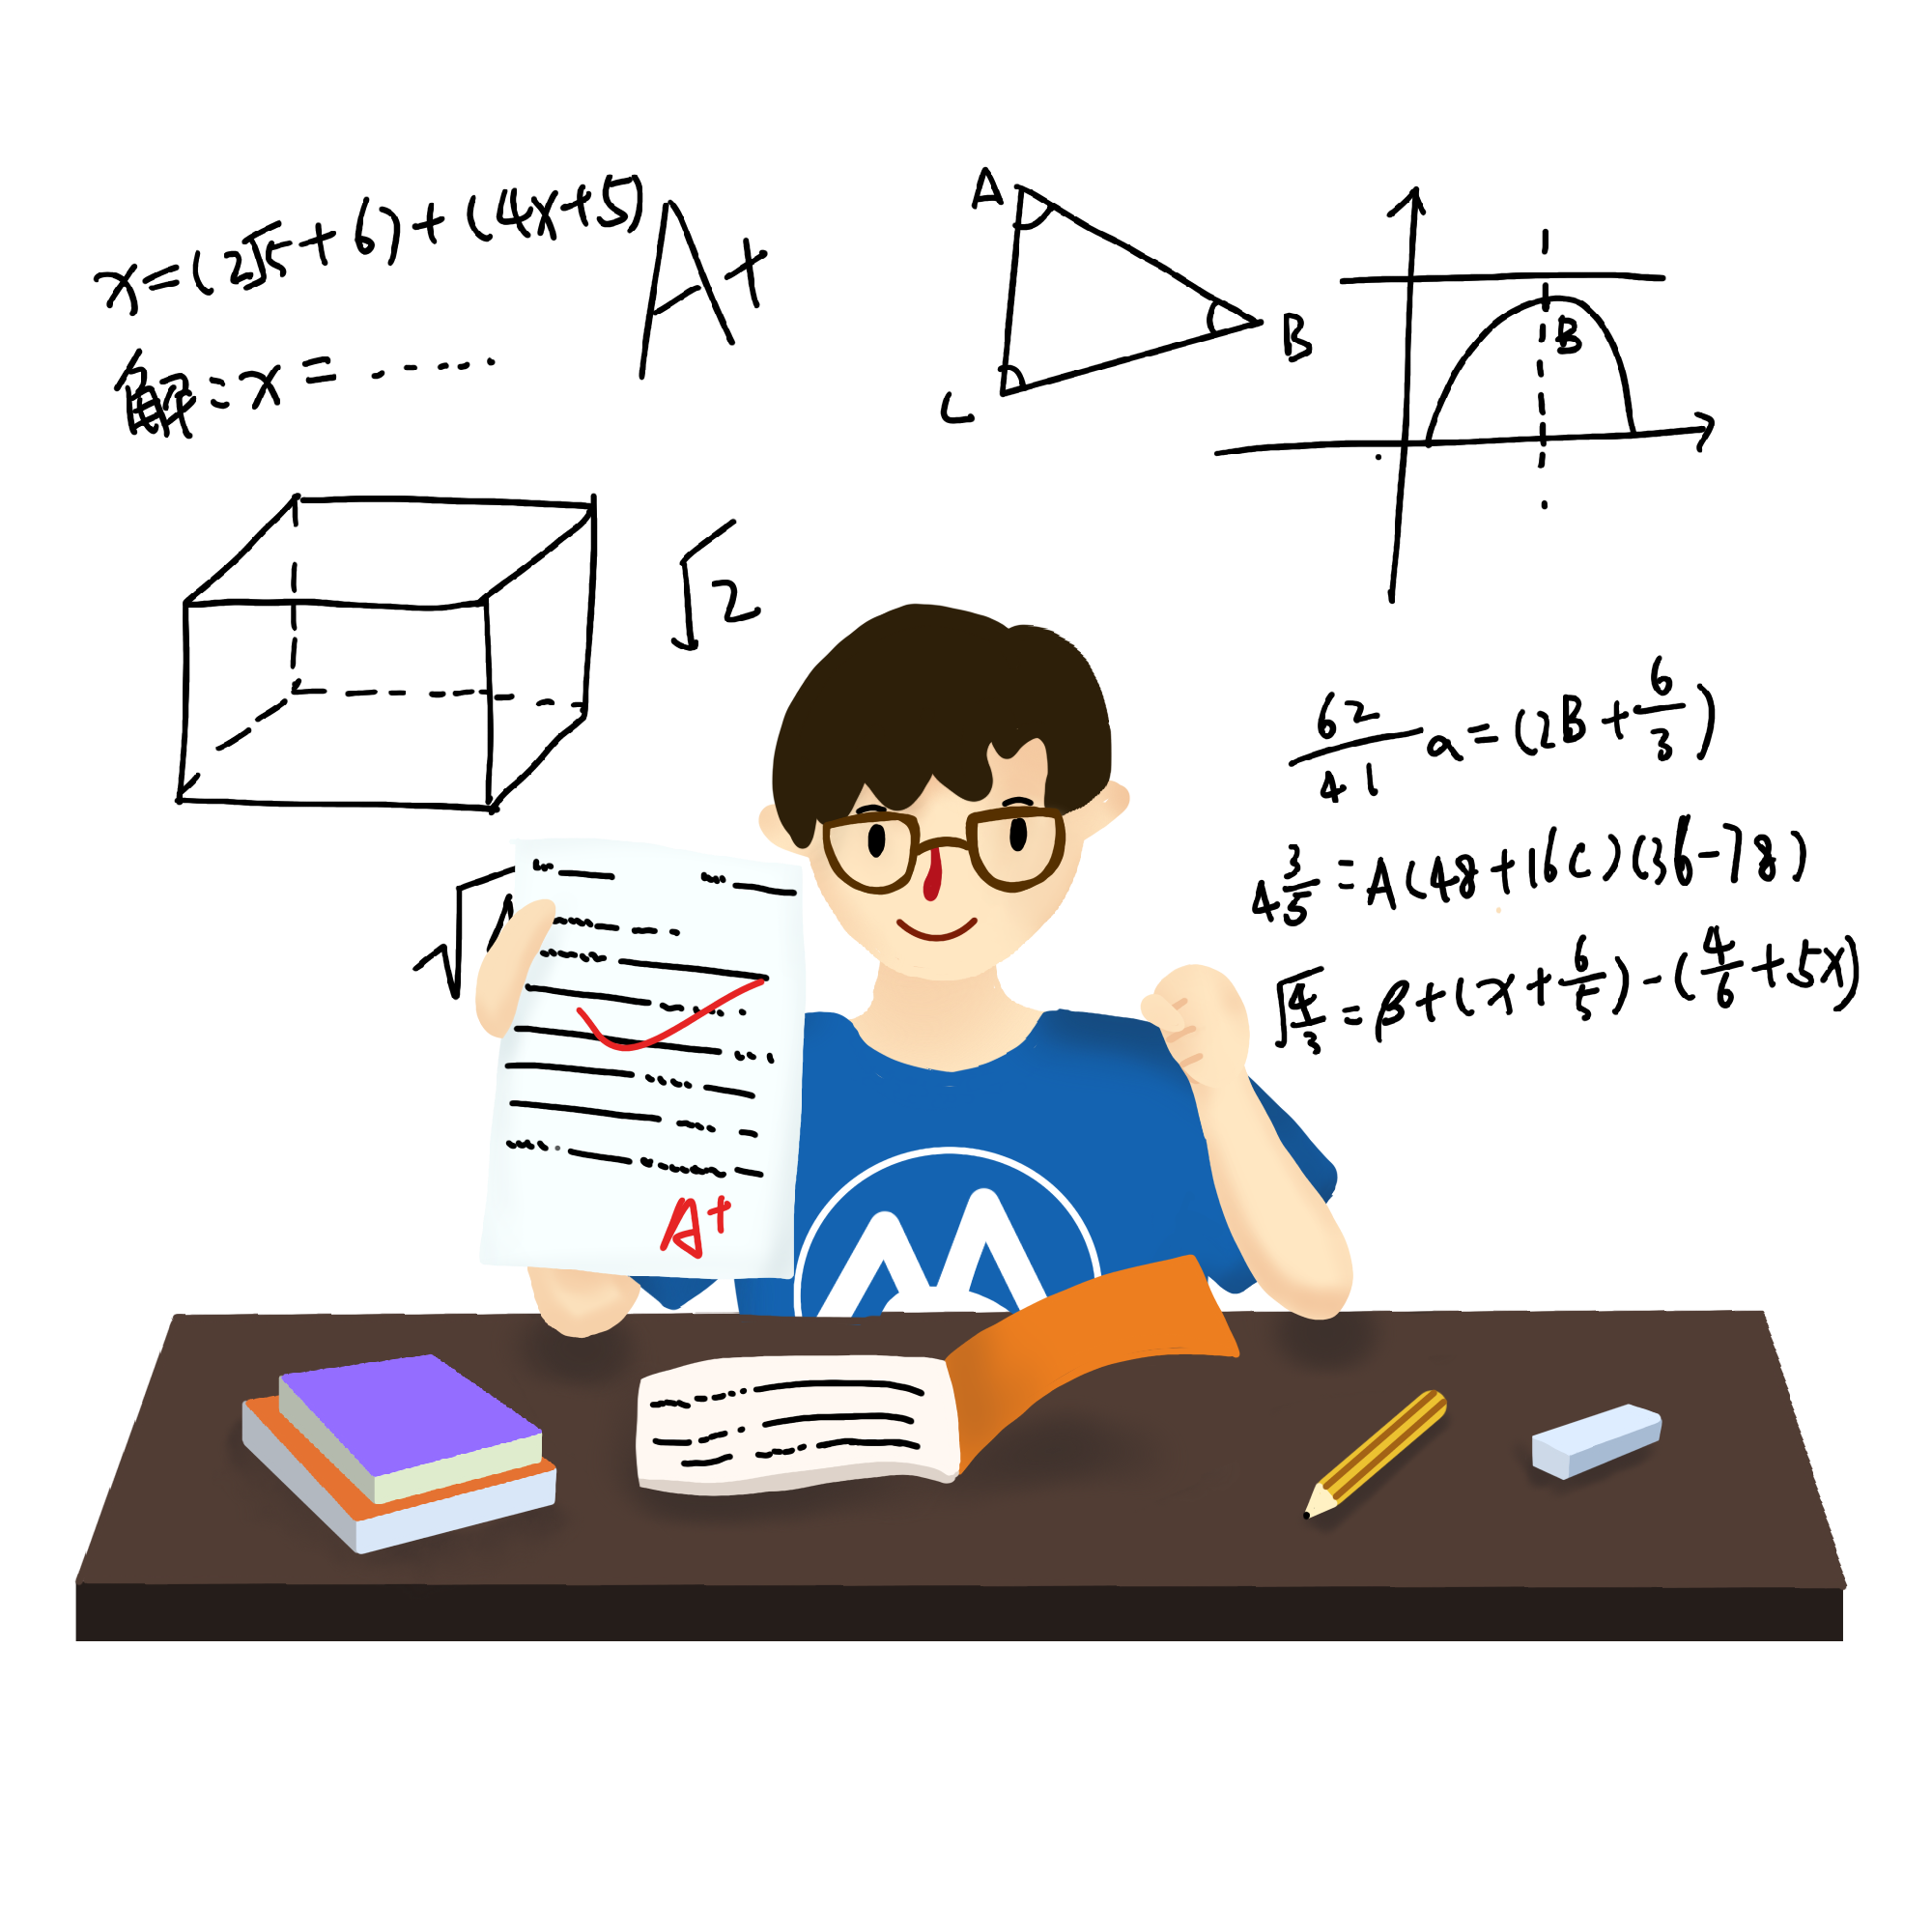 x=(2√5+6)+(4x+5)
A+
解:x=......
A
B
C
B
√2
62/41 a=(2B+6/3)
4 3/5=A(48+16C)(36-78)
√4/3=β+(x+6/5)-(4/6+5x)
A+
M